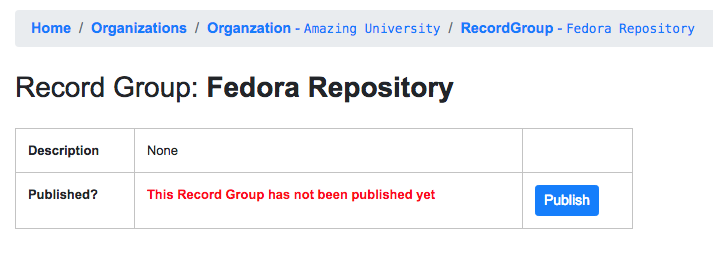 Home / Organizations / Organzation - Amazing University / RecordGroup - Fedora Repository
Record Group: Fedora Repository
Description None
Published? This Record Group has not been published yet Publish